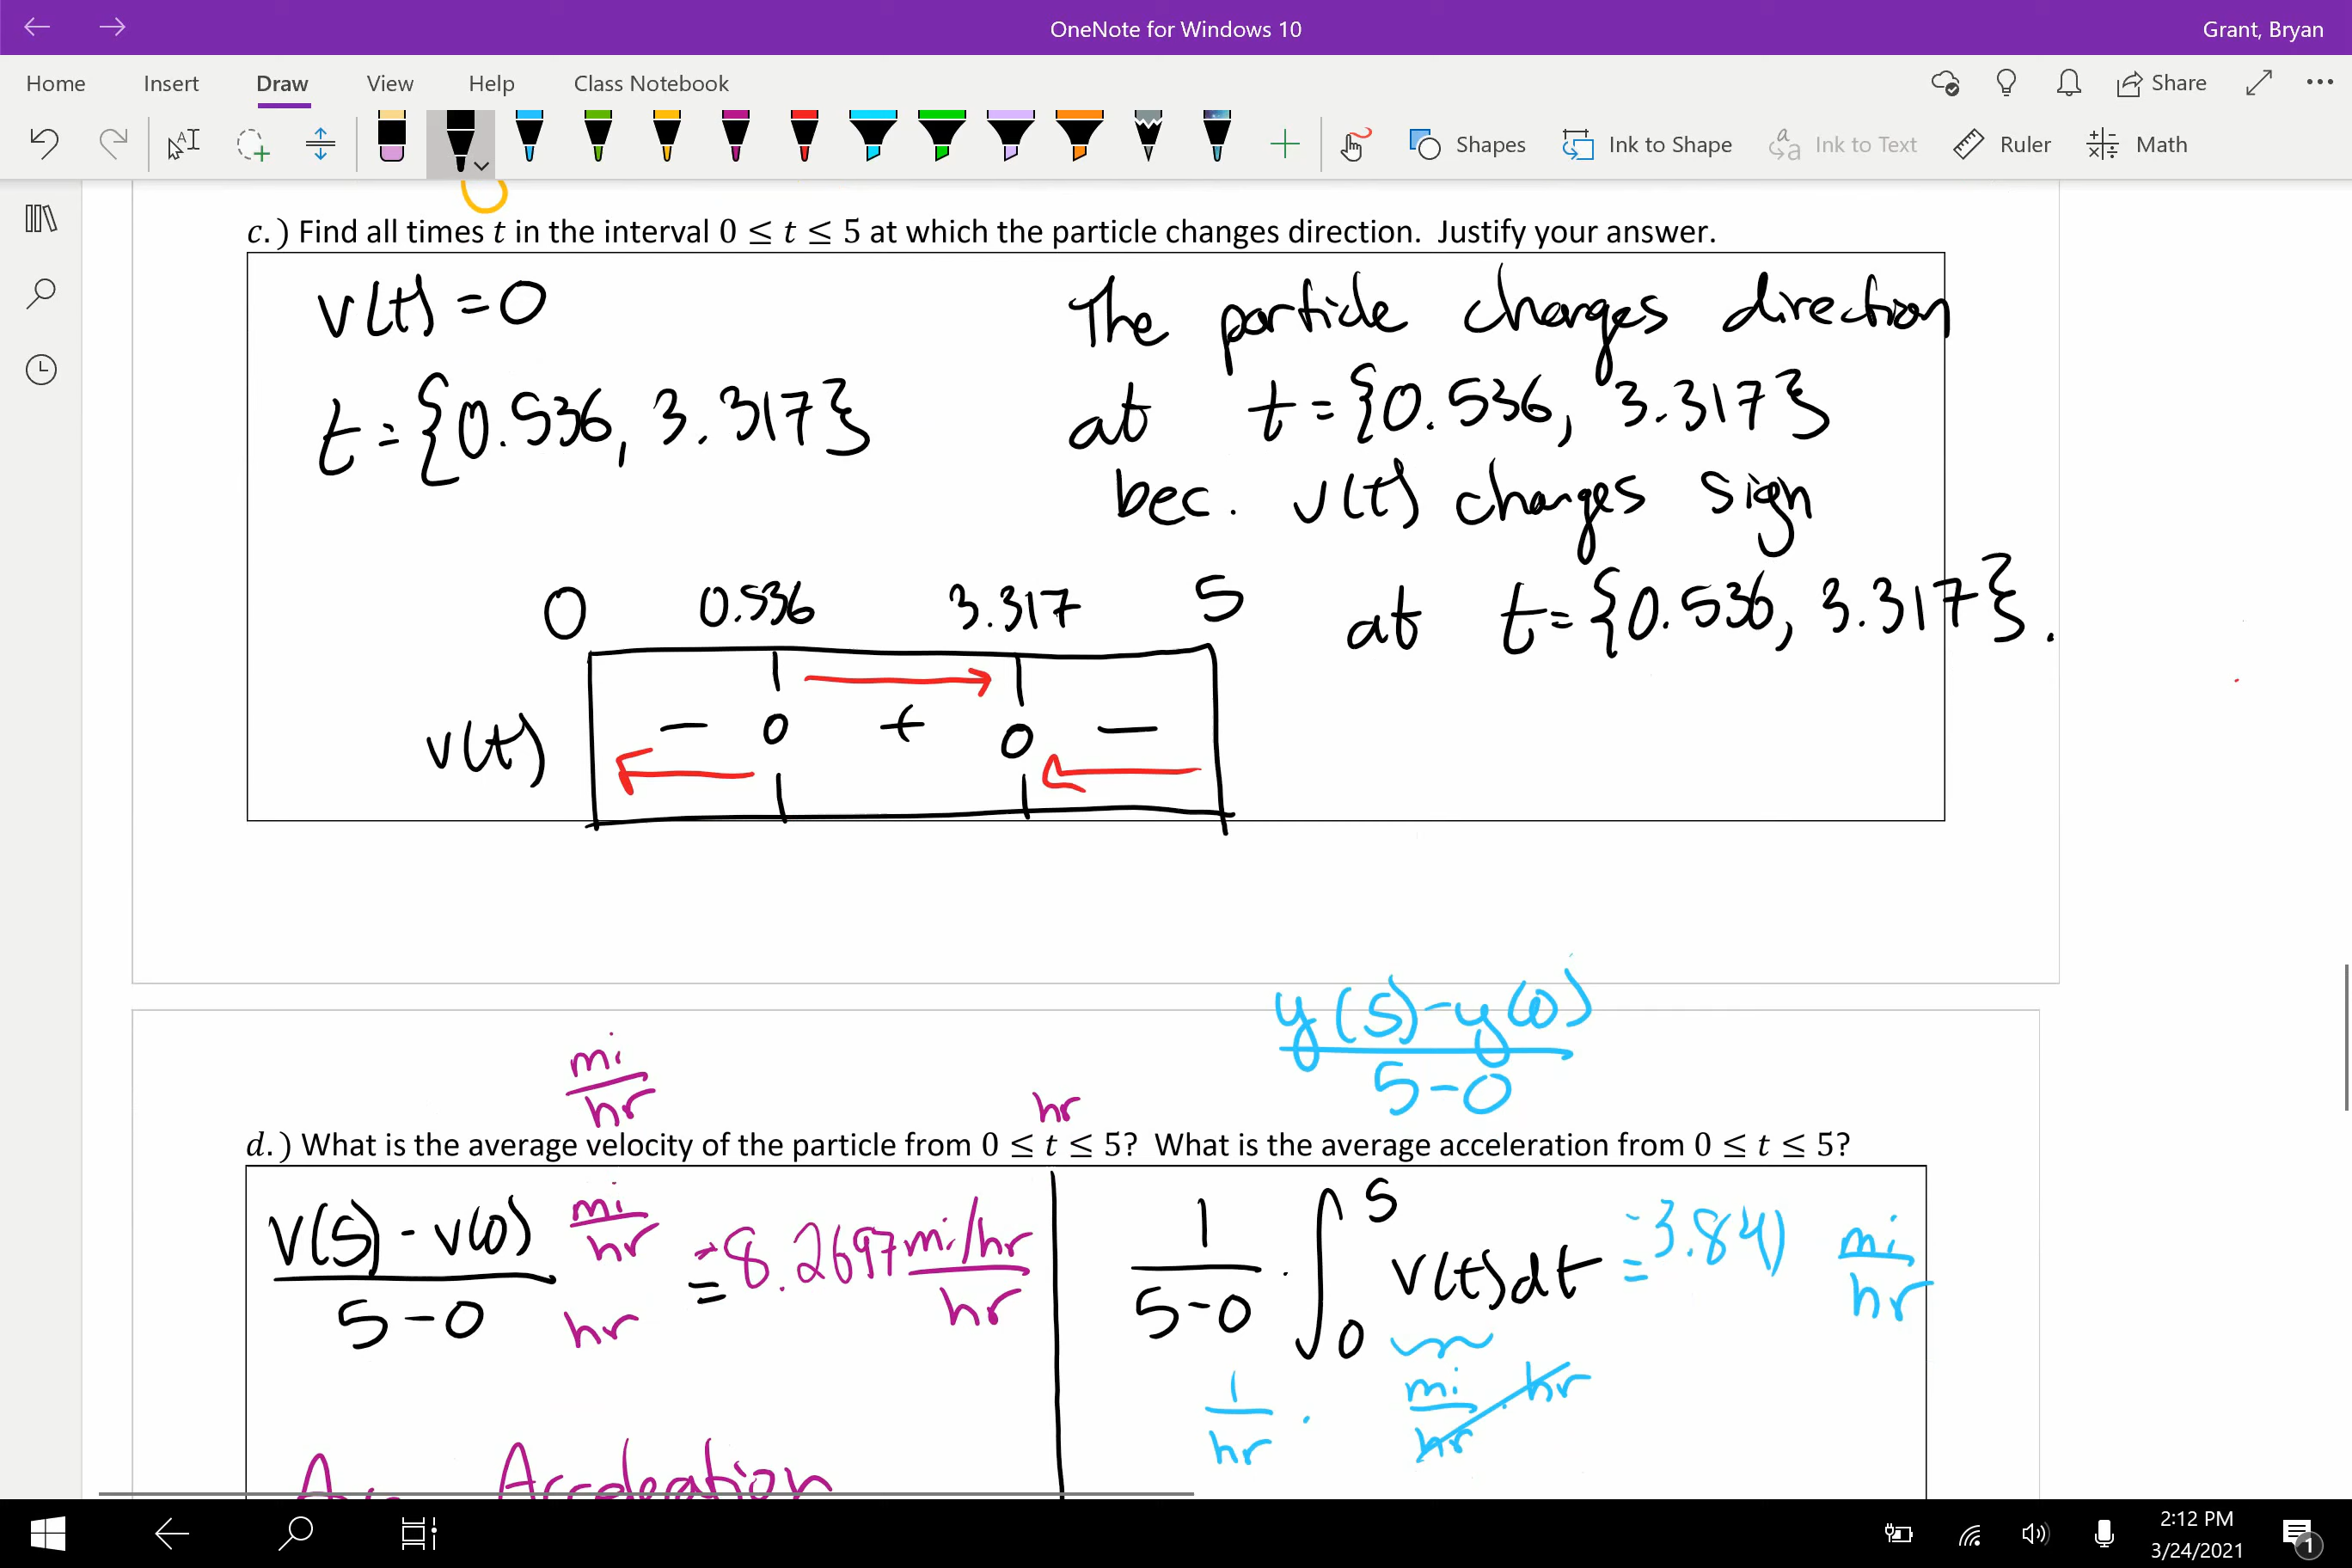 OneNote for Windows 10
Grant, Bryan
Home Insert Draw View Help Class Notebook
Share
Shapes Ink to Shape Ink to Text Ruler Math
c.) Find all times t in the interval 0 ≤ t ≤ 5 at which the particle changes direction. Justify your answer.
v(t) = 0
t = {0.536, 3.317}
The particle changes direction
at t = {0.536, 3.317}
bec. v(t) changes sign
at t = {0.536, 3.317}.
0 0.536 3.317 5
v(t) − 0 + 0 −
y(5) − y(0)
5 − 0
mi
hr
hr
d.) What is the average velocity of the particle from 0 ≤ t ≤ 5? What is the average acceleration from 0 ≤ t ≤ 5?
v(5) − v(0) mi
5 − 0 hr
hr
= -8.2697 mi/hr
hr
1
5 − 0
· ∫ 5 0 v(t) dt = -3.841 mi
hr
1
hr
· mi
hr
· hr
Acceleration
2:12 PM
3/24/2021
1